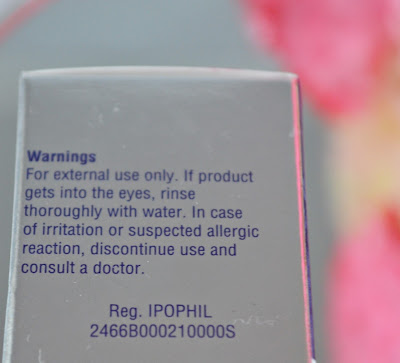 Warnings
For external use only. If product
gets into the eyes, rinse
thoroughly with water. In case
of irritation or suspected allergic
reaction, discontinue use and
consult a doctor.
Reg. IPOPHIL
2466B000210000S